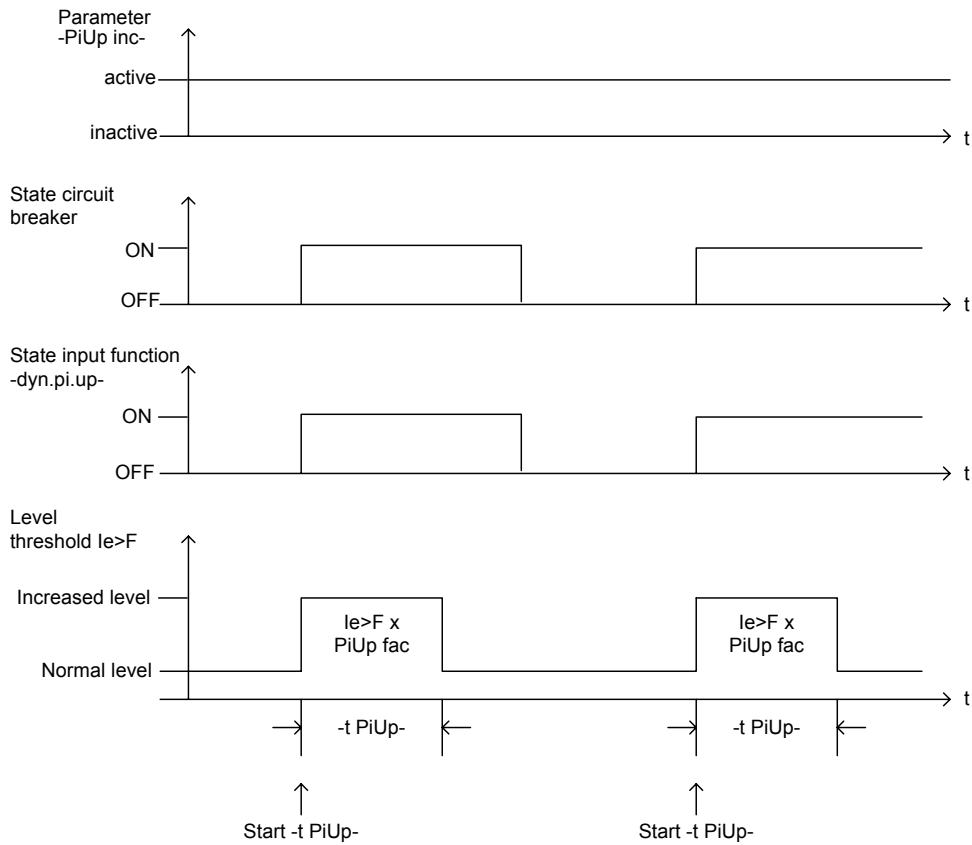 Parameter
-PiUp inc-
active
inactive
t
State circuit
breaker
ON
OFF
t
State input function
-dyn.pi.up-
ON
OFF
t
Level
threshold Ie>F
Increased level
Ie>F x
PiUp fac
Ie>F x
PiUp fac
Normal level
t
-t PiUp-
-t PiUp-
Start -t PiUp-
Start -t PiUp-